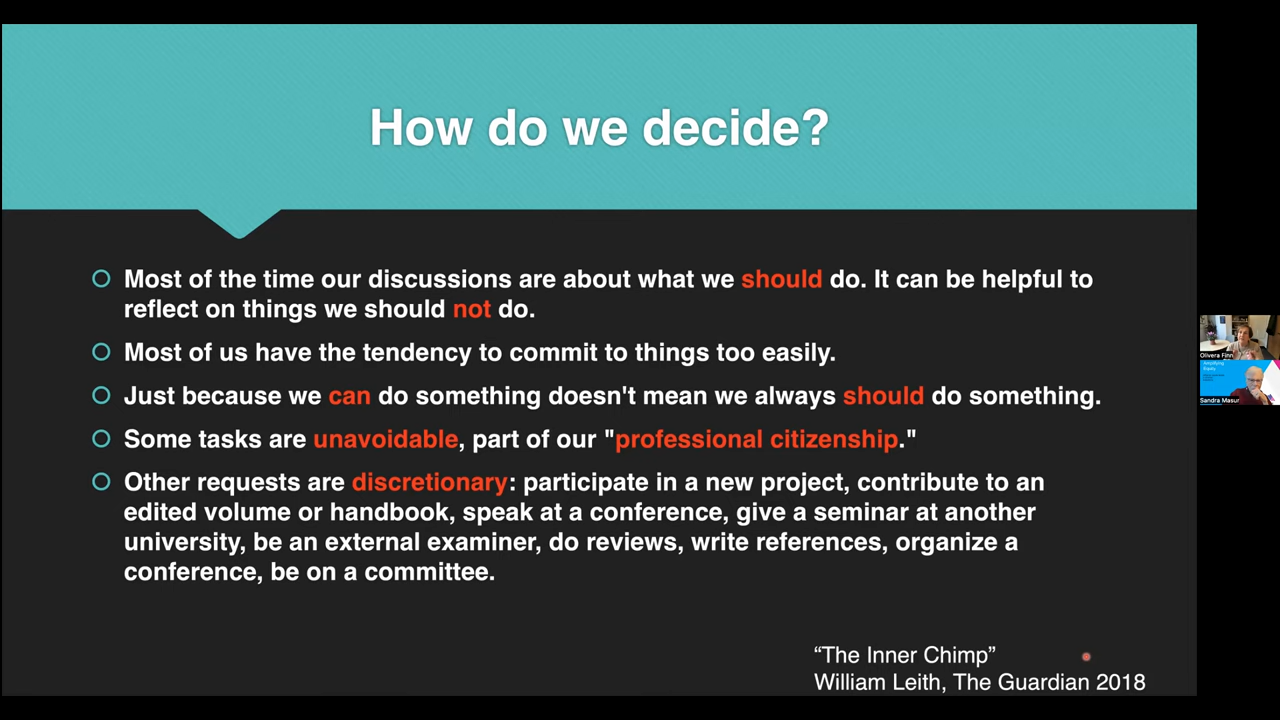 How do we decide?
Most of the time our discussions are about what we should do. It can be helpful to
reflect on things we should not do.
Most of us have the tendency to commit to things too easily.
Just because we can do something doesn't mean we always should do something.
Some tasks are unavoidable, part of our "professional citizenship."
Other requests are discretionary: participate in a new project, contribute to an
edited volume or handbook, speak at a conference, give a seminar at another
university, be an external examiner, do reviews, write references, organize a
conference, be on a committee.
“The Inner Chimp”
William Leith, The Guardian 2018
Olivera Finn
Amplifying
Equity
Sandra Masur